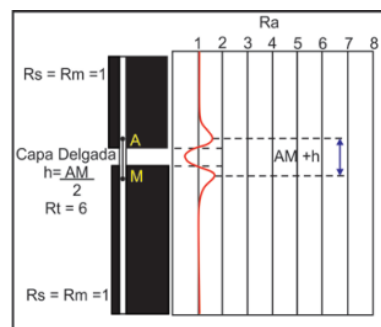 Ra
1 2 3 4 5 6 7 8
Rs = Rm =1
A
Capa Delgada
h=AM
2
M
Rt = 6
AM +h
Rs = Rm =1